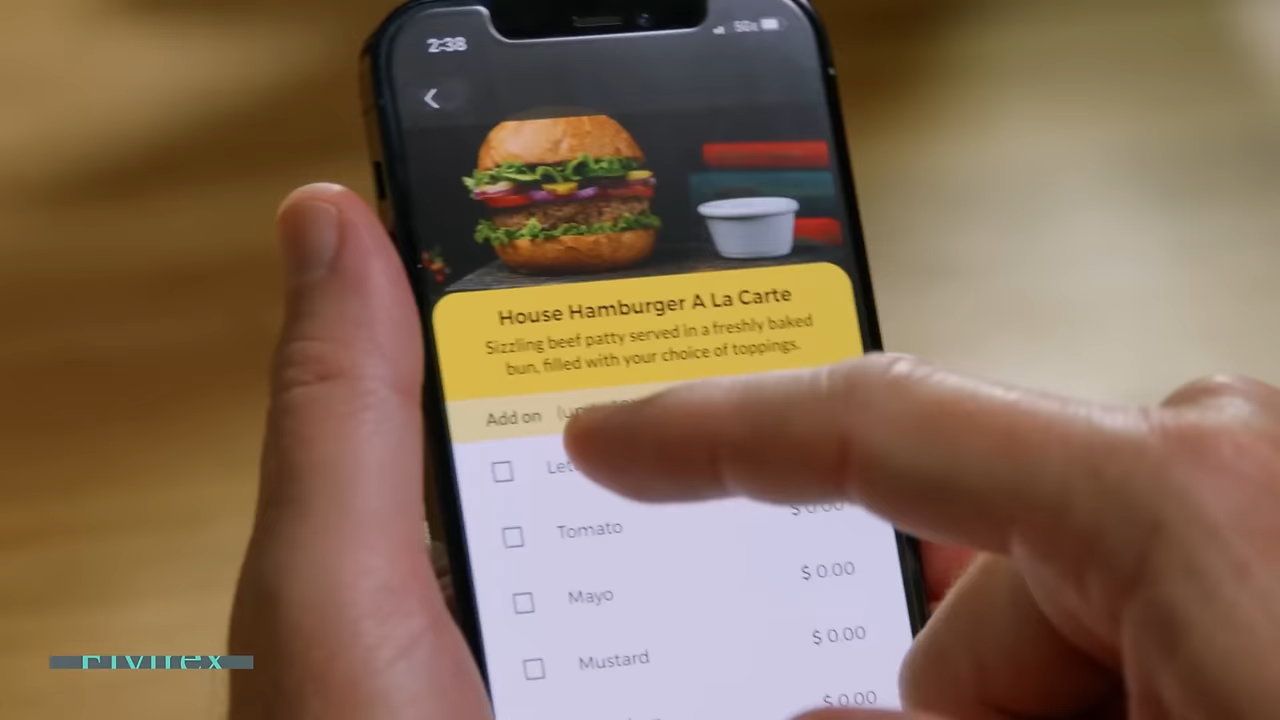 2:38
House Hamburger A La Carte
Sizzling beef patty served in a freshly baked
bun, filled with your choice of toppings.
Add on
Tomato
$ 0.00
Mayo
$ 0.00
Mustard
$ 0.00
$ 0.00